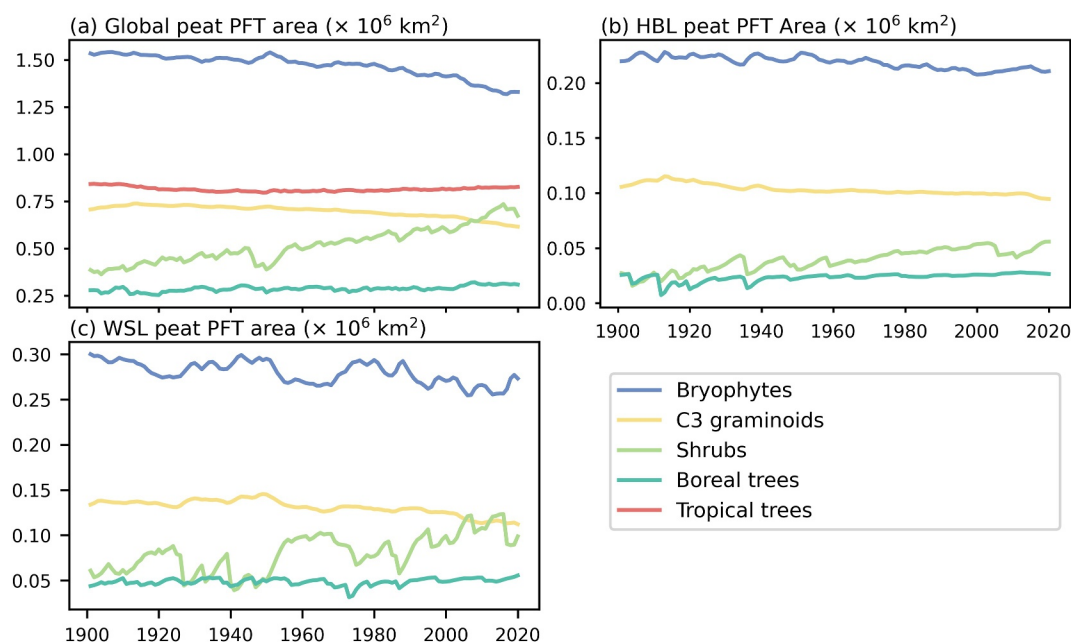 (a) Global peat PFT area (× 10⁶ km²)
1.50
1.25
1.00
0.75
0.50
0.25
(b) HBL peat PFT Area (× 10⁶ km²)
0.20
0.15
0.10
0.05
0.00
1900 1920 1940 1960 1980 2000 2020
(c) WSL peat PFT area (× 10⁶ km²)
0.30
0.25
0.20
0.15
0.10
0.05
1900 1920 1940 1960 1980 2000 2020
Bryophytes
C3 graminoids
Shrubs
Boreal trees
Tropical trees